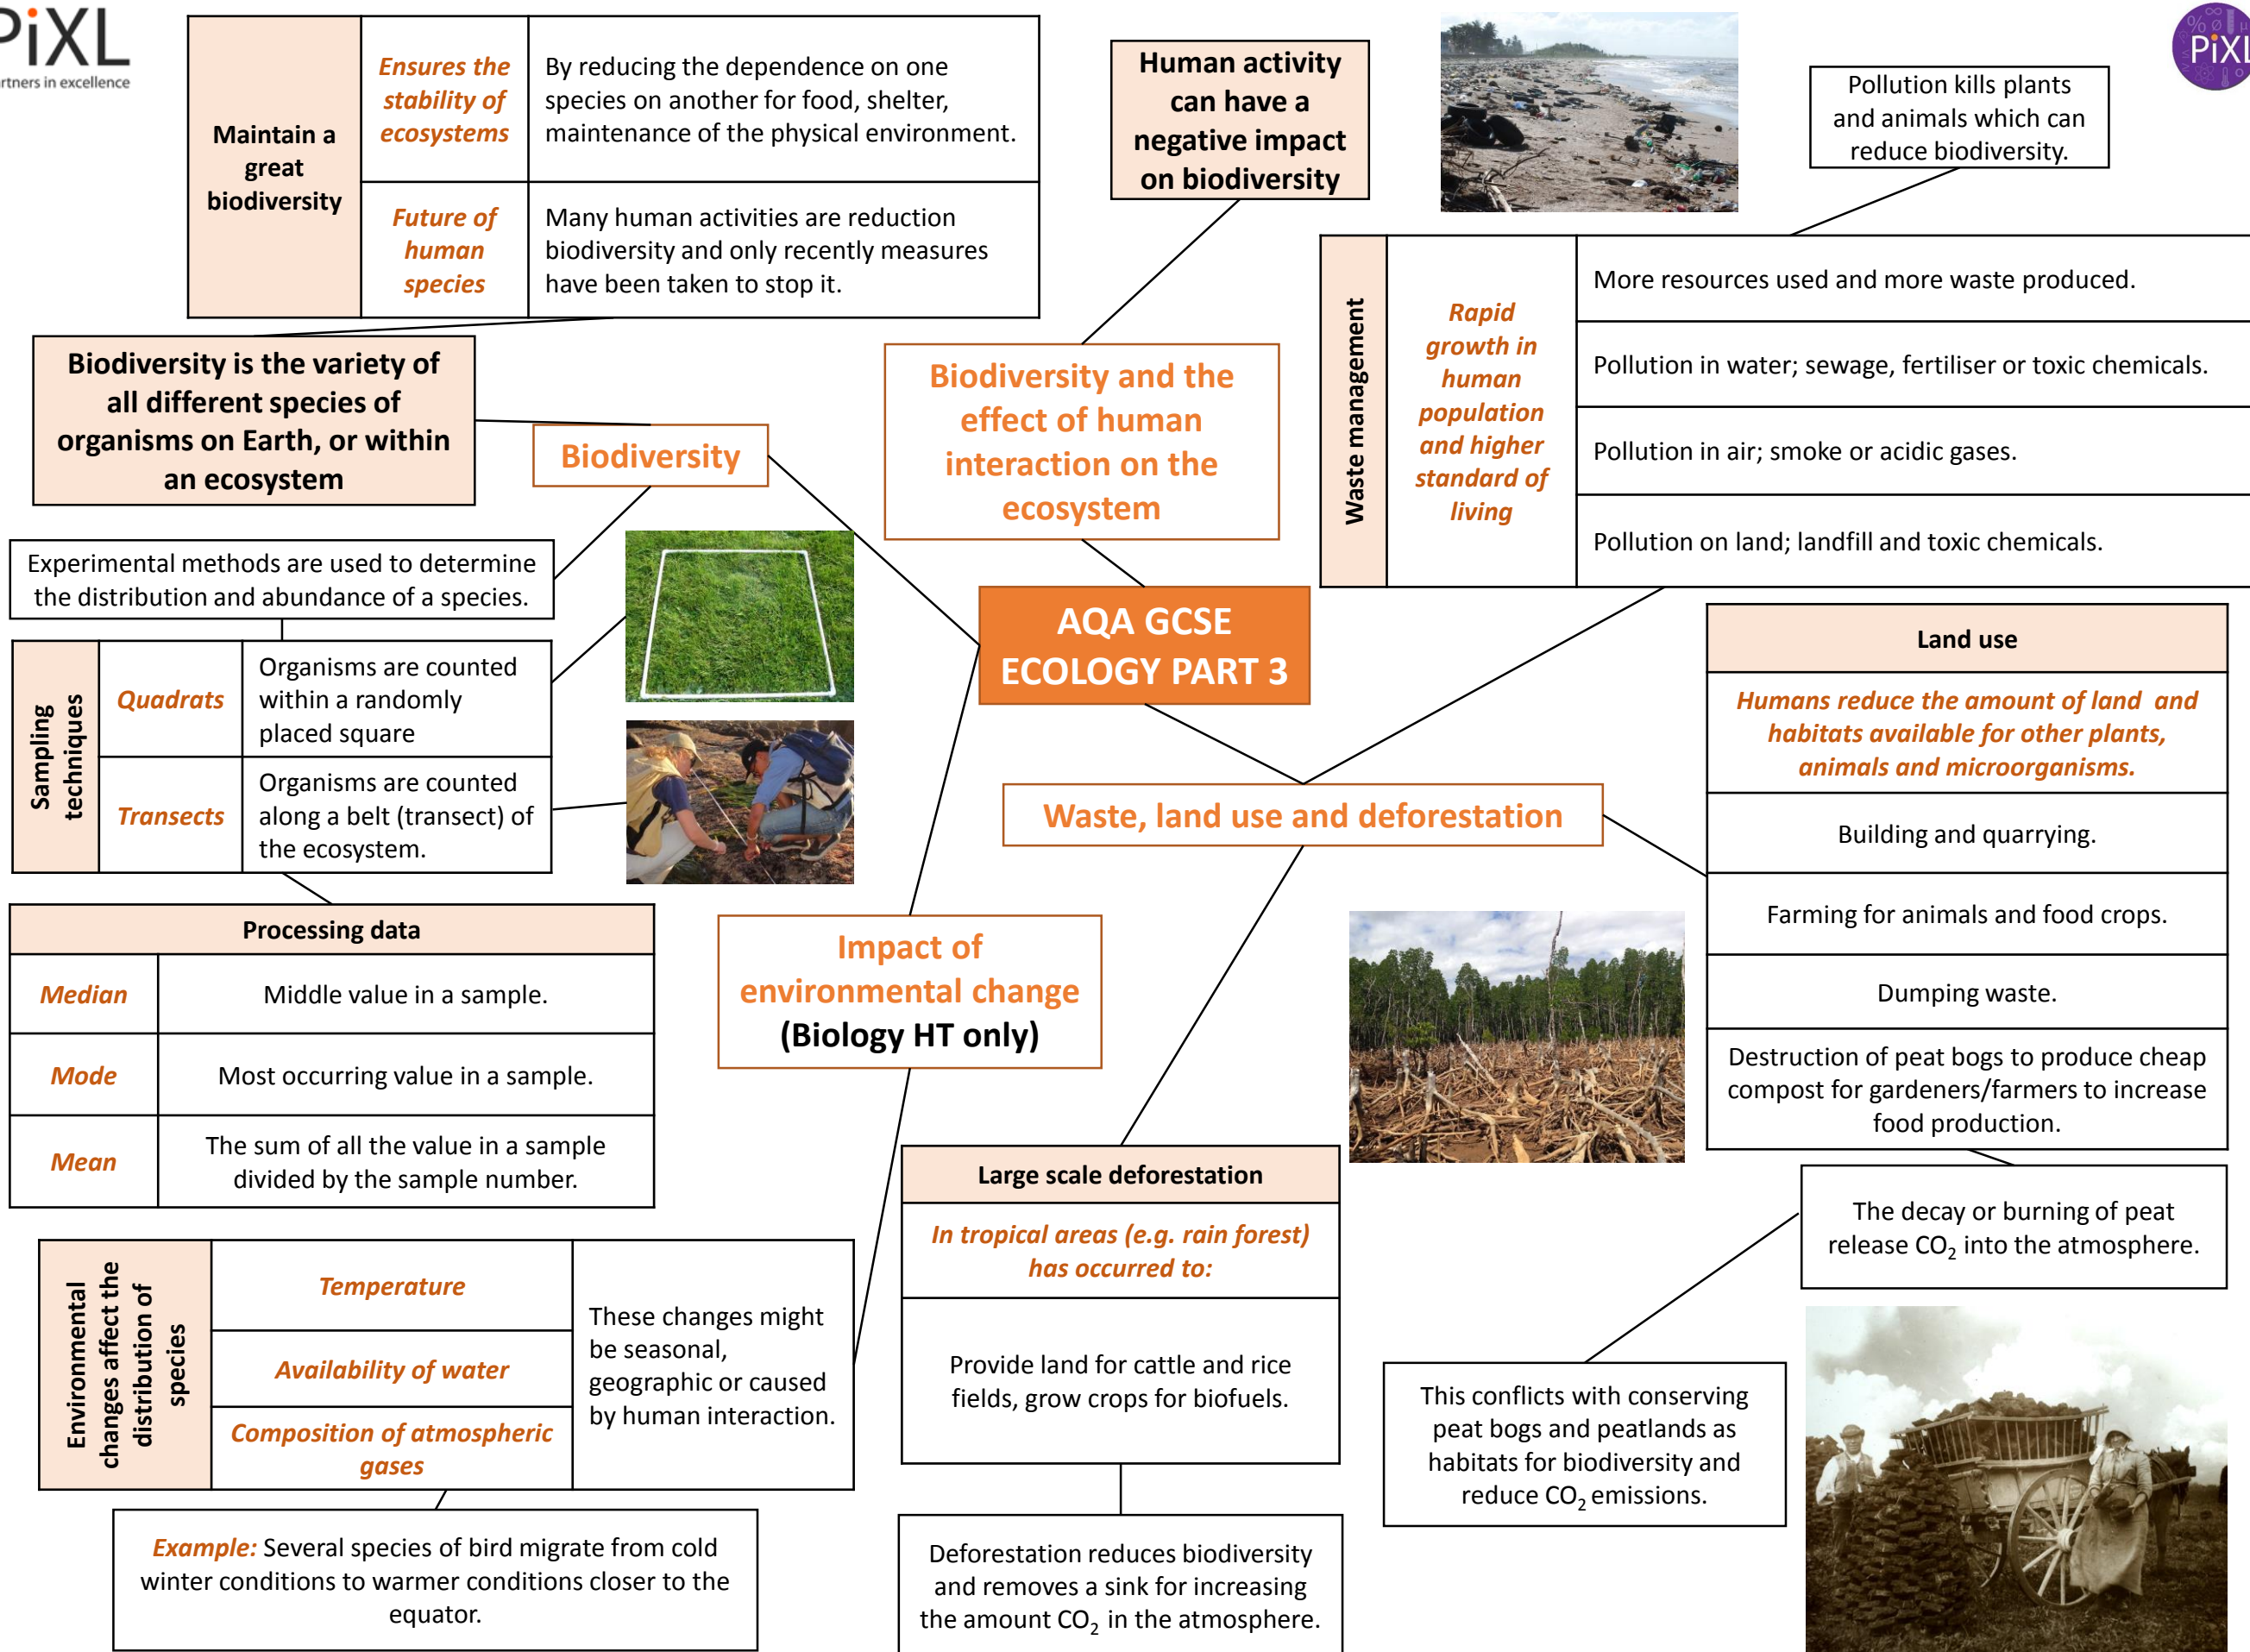 PiXL
partners in excellence
PiXL
Maintain a
great
biodiversity
Ensures the
stability of
ecosystems
By reducing the dependence on one
species on another for food, shelter,
maintenance of the physical environment.
Future of
human
species
Many human activities are reduction
biodiversity and only recently measures
have been taken to stop it.
Human activity
can have a
negative impact
on biodiversity
Pollution kills plants
and animals which can
reduce biodiversity.
Waste management
Rapid
growth in
human
population
and higher
standard of
living
More resources used and more waste produced.
Pollution in water; sewage, fertiliser or toxic chemicals.
Pollution in air; smoke or acidic gases.
Pollution on land; landfill and toxic chemicals.
Biodiversity is the variety of
all different species of
organisms on Earth, or within
an ecosystem
Biodiversity
Biodiversity and the
effect of human
interaction on the
ecosystem
Experimental methods are used to determine
the distribution and abundance of a species.
Sampling
techniques
Quadrats
Organisms are counted
within a randomly
placed square
Transects
Organisms are counted
along a belt (transect) of
the ecosystem.
AQA GCSE
ECOLOGY PART 3
Land use
Humans reduce the amount of land and
habitats available for other plants,
animals and microorganisms.
Building and quarrying.
Farming for animals and food crops.
Dumping waste.
Destruction of peat bogs to produce cheap
compost for gardeners/farmers to increase
food production.
Waste, land use and deforestation
Processing data
Median
Middle value in a sample.
Mode
Most occurring value in a sample.
Mean
The sum of all the value in a sample
divided by the sample number.
Impact of
environmental change
(Biology HT only)
Large scale deforestation
In tropical areas (e.g. rain forest)
has occurred to:
Provide land for cattle and rice
fields, grow crops for biofuels.
The decay or burning of peat
release CO₂ into the atmosphere.
Environmental
changes affect the
distribution of
species
Temperature
Availability of water
Composition of atmospheric
gases
These changes might
be seasonal,
geographic or caused
by human interaction.
This conflicts with conserving
peat bogs and peatlands as
habitats for biodiversity and
reduce CO₂ emissions.
Example: Several species of bird migrate from cold
winter conditions to warmer conditions closer to the
equator.
Deforestation reduces biodiversity
and removes a sink for increasing
the amount CO₂ in the atmosphere.